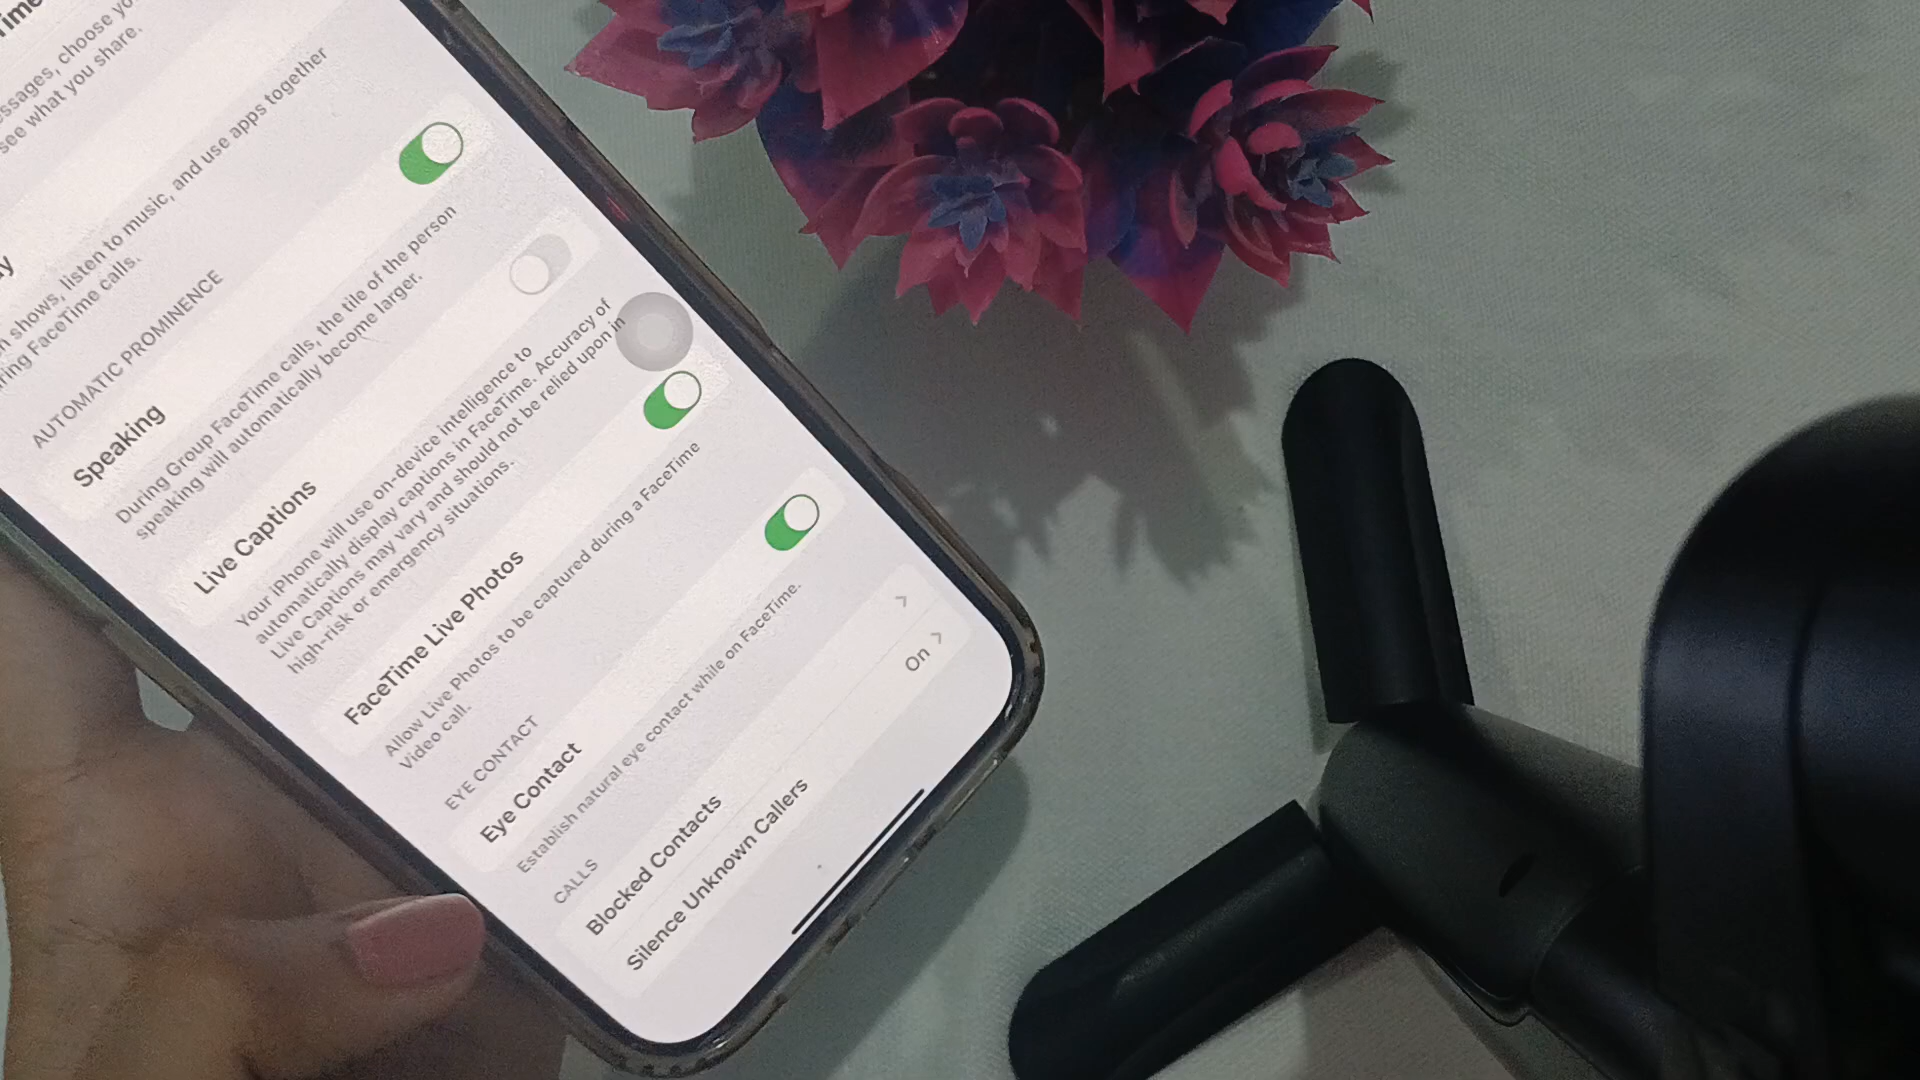 essages, choose yo
see what you share.
n shows, listen to music, and use apps together
ring FaceTime calls.
AUTOMATIC PROMINENCE
Speaking
During Group FaceTime calls, the tile of the person
speaking will automatically become larger.
Live Captions
Your iPhone will use on-device intelligence to
automatically display captions in FaceTime. Accuracy of
Live Captions may vary and should not be relied upon in
high-risk or emergency situations.
FaceTime Live Photos
Allow Live Photos to be captured during a FaceTime
Video call.
EYE CONTACT
Eye Contact
Establish natural eye contact while on FaceTime.
CALLS
Blocked Contacts
Silence Unknown Callers On